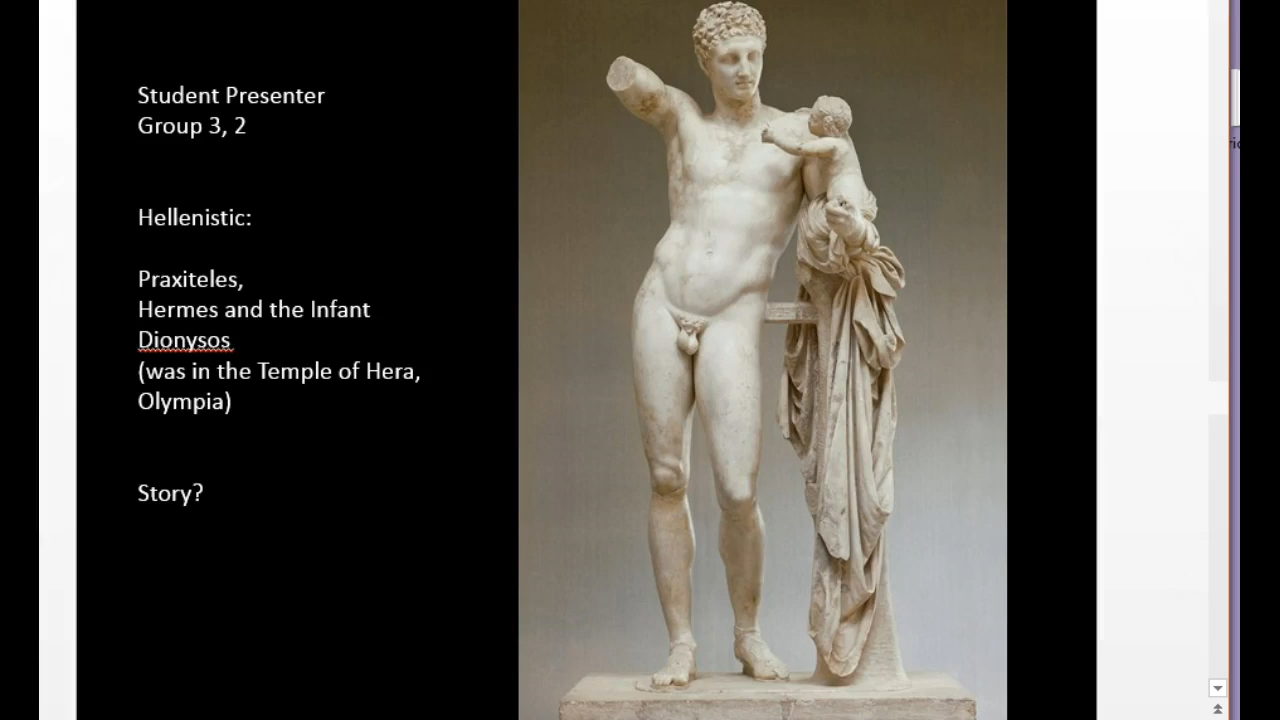 Student Presenter
Group 3, 2
Hellenistic:
Praxiteles,
Hermes and the Infant
Dionysos
(was in the Temple of Hera,
Olympia)
Story?